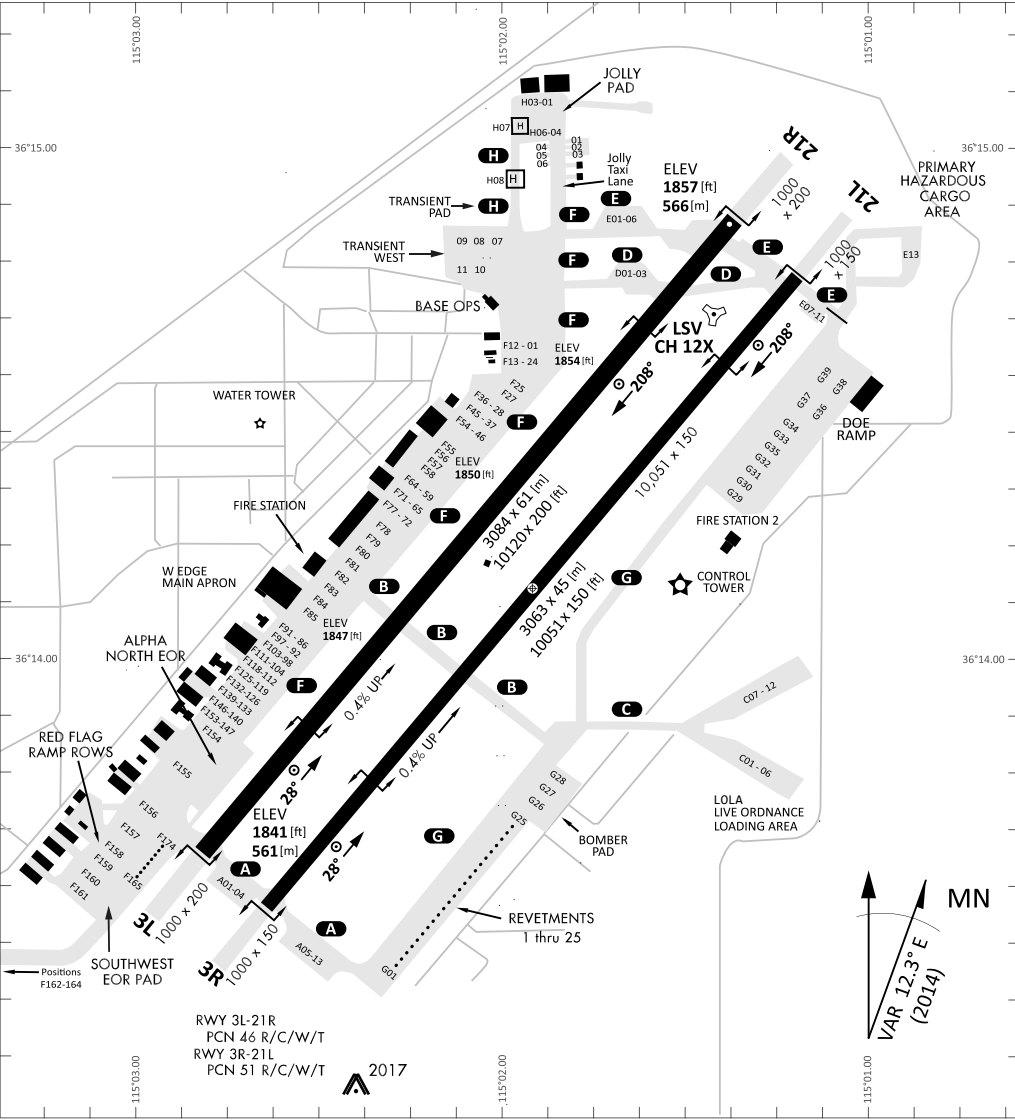 115°03.00
115°02.00
115°01.00
JOLLY
PAD
H03-01
H07
H
H06-04
04
05
06
01
02
03
36°15.00
36°15.00
H
H08
H
Jolly
Taxi
Lane
ELEV
1857 [ft]
566 [m]
21R
1000
x 200
21L
PRIMARY
HAZARDOUS
CARGO
AREA
TRANSIENT
PAD
H
F
E
E01-06
TRANSIENT
WEST
09 08 07
11 10
F
D
D01-03
D
E
1000
x 150
E13
E
E07-11
BASE OPS
F
LSV
CH 12X
208°
208°
F12 - 01
F13 - 24
ELEV
1854 [ft]
WATER TOWER
F25
F27
F36 - 28
F45 - 37
F54 - 46
F
G39
G38
G37
G36
G34
G33
G35
G32
G31
G30
G29
DOE
RAMP
F55
F56
F57
F58
ELEV
1850 [ft]
F64 - 59
F71 - 65
F77 - 72
10,051 x 150
FIRE STATION
F
3084 x 61 [m]
10120x 200 [ft]
FIRE STATION 2
F78
F79
F80
F81
F82
F83
F84
F85
W EDGE
MAIN APRON
B
3063 x 45 [m]
10051x 150 [ft]
G
CONTROL
TOWER
ELEV
1847 [ft]
B
ALPHA
NORTH EOR
F91 - 86
F97 - 92
F103-98
F111-104
F118-112
F125-119
F132-126
F139-133
F146-140
F153-147
F154
36°14.00
36°14.00
F
0.4% UP
B
C
C07 - 12
RED FLAG
RAMP ROWS
0.4% UP
F155
28°
C01 - 06
G28
G27
G26
G25
F156
F157
F158
F159
F160
F161
F174
F165
ELEV
1841 [ft]
561 [m]
28°
G
BOMBER
PAD
L0LA
LIVE ORDNANCE
LOADING AREA
A
A01-04
3L
1000 x 200
A
REVETMENTS
1 thru 25
MN
VAR 12.3° E
(2014)
SOUTHWEST
EOR PAD
3R
1000 x 150
A05-13
G01
Positions
F162-164
RWY 3L-21R
PCN 46 R/C/W/T
RWY 3R-21L
PCN 51 R/C/W/T
2017
115°03.00
115°02.00
115°01.00